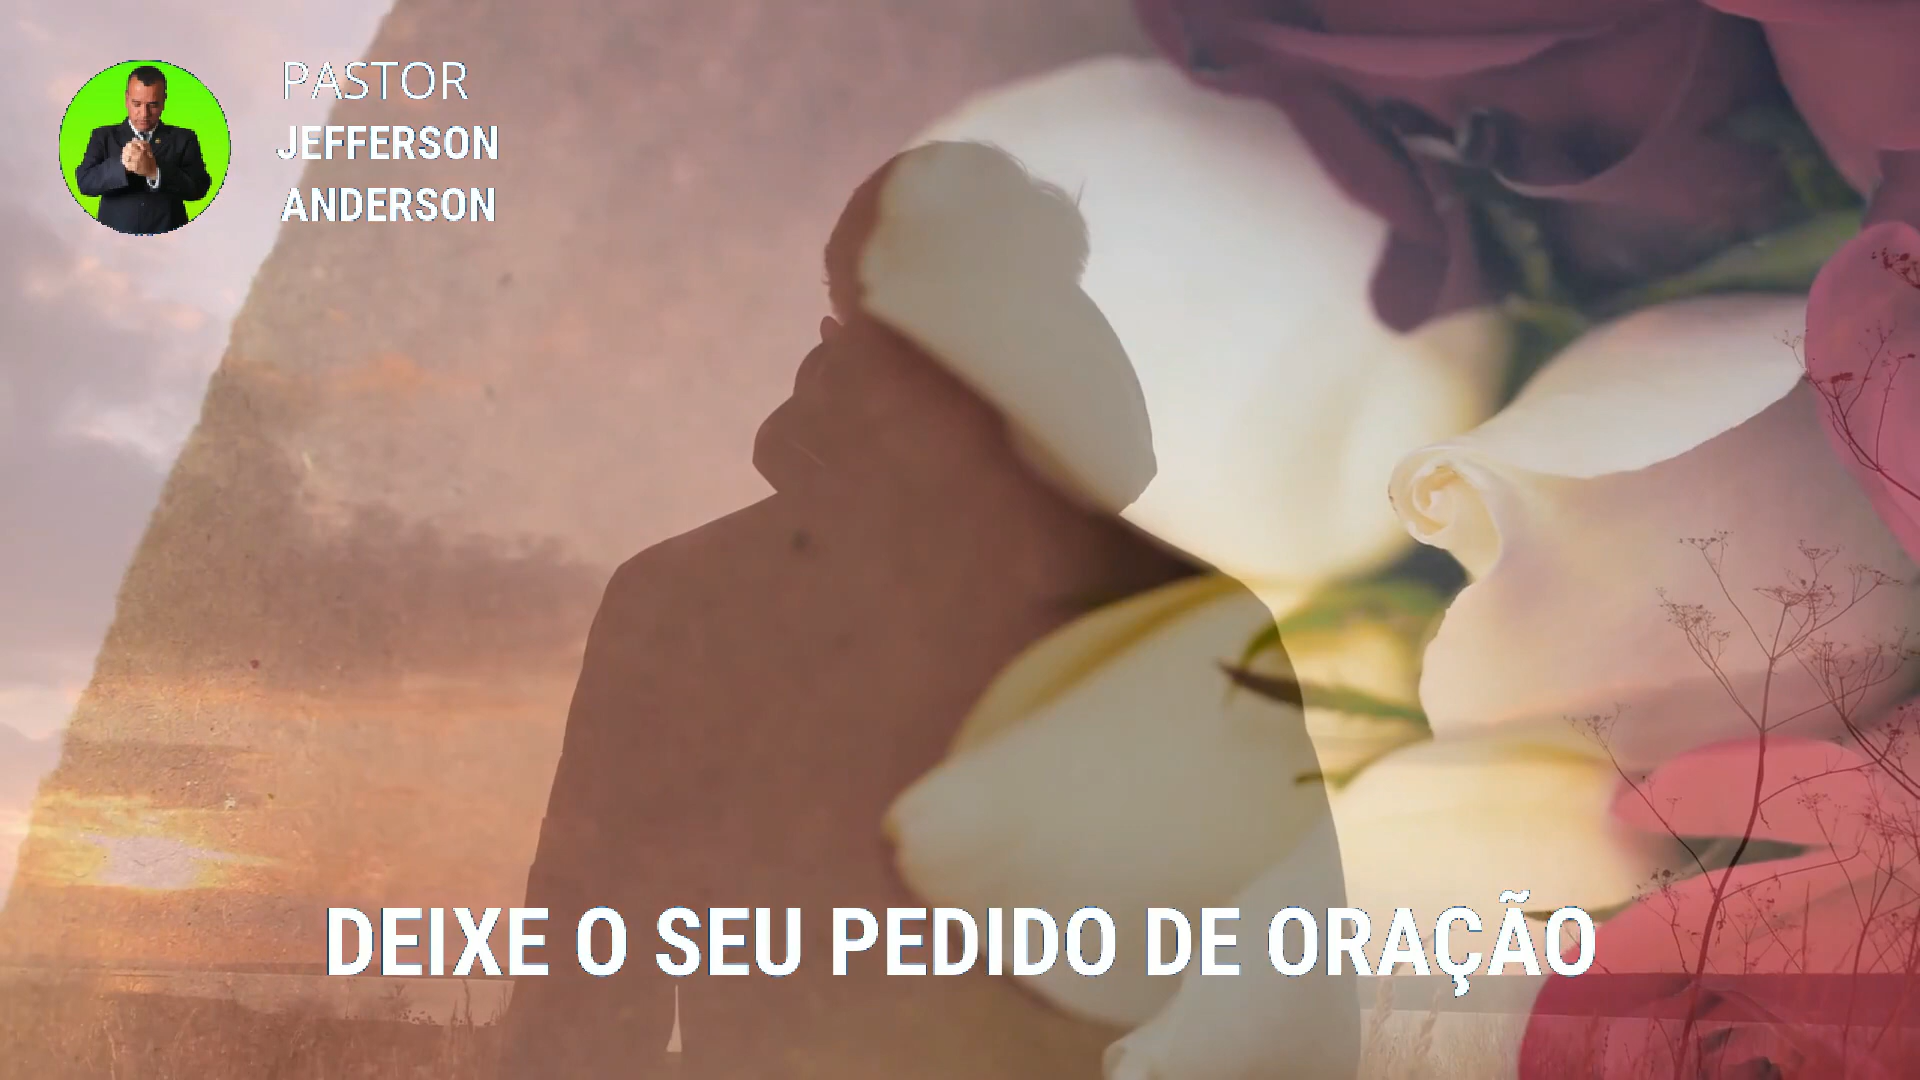 PASTOR
JEFFERSON
ANDERSON
DEIXE O SEU PEDIDO DE ORAÇÃO